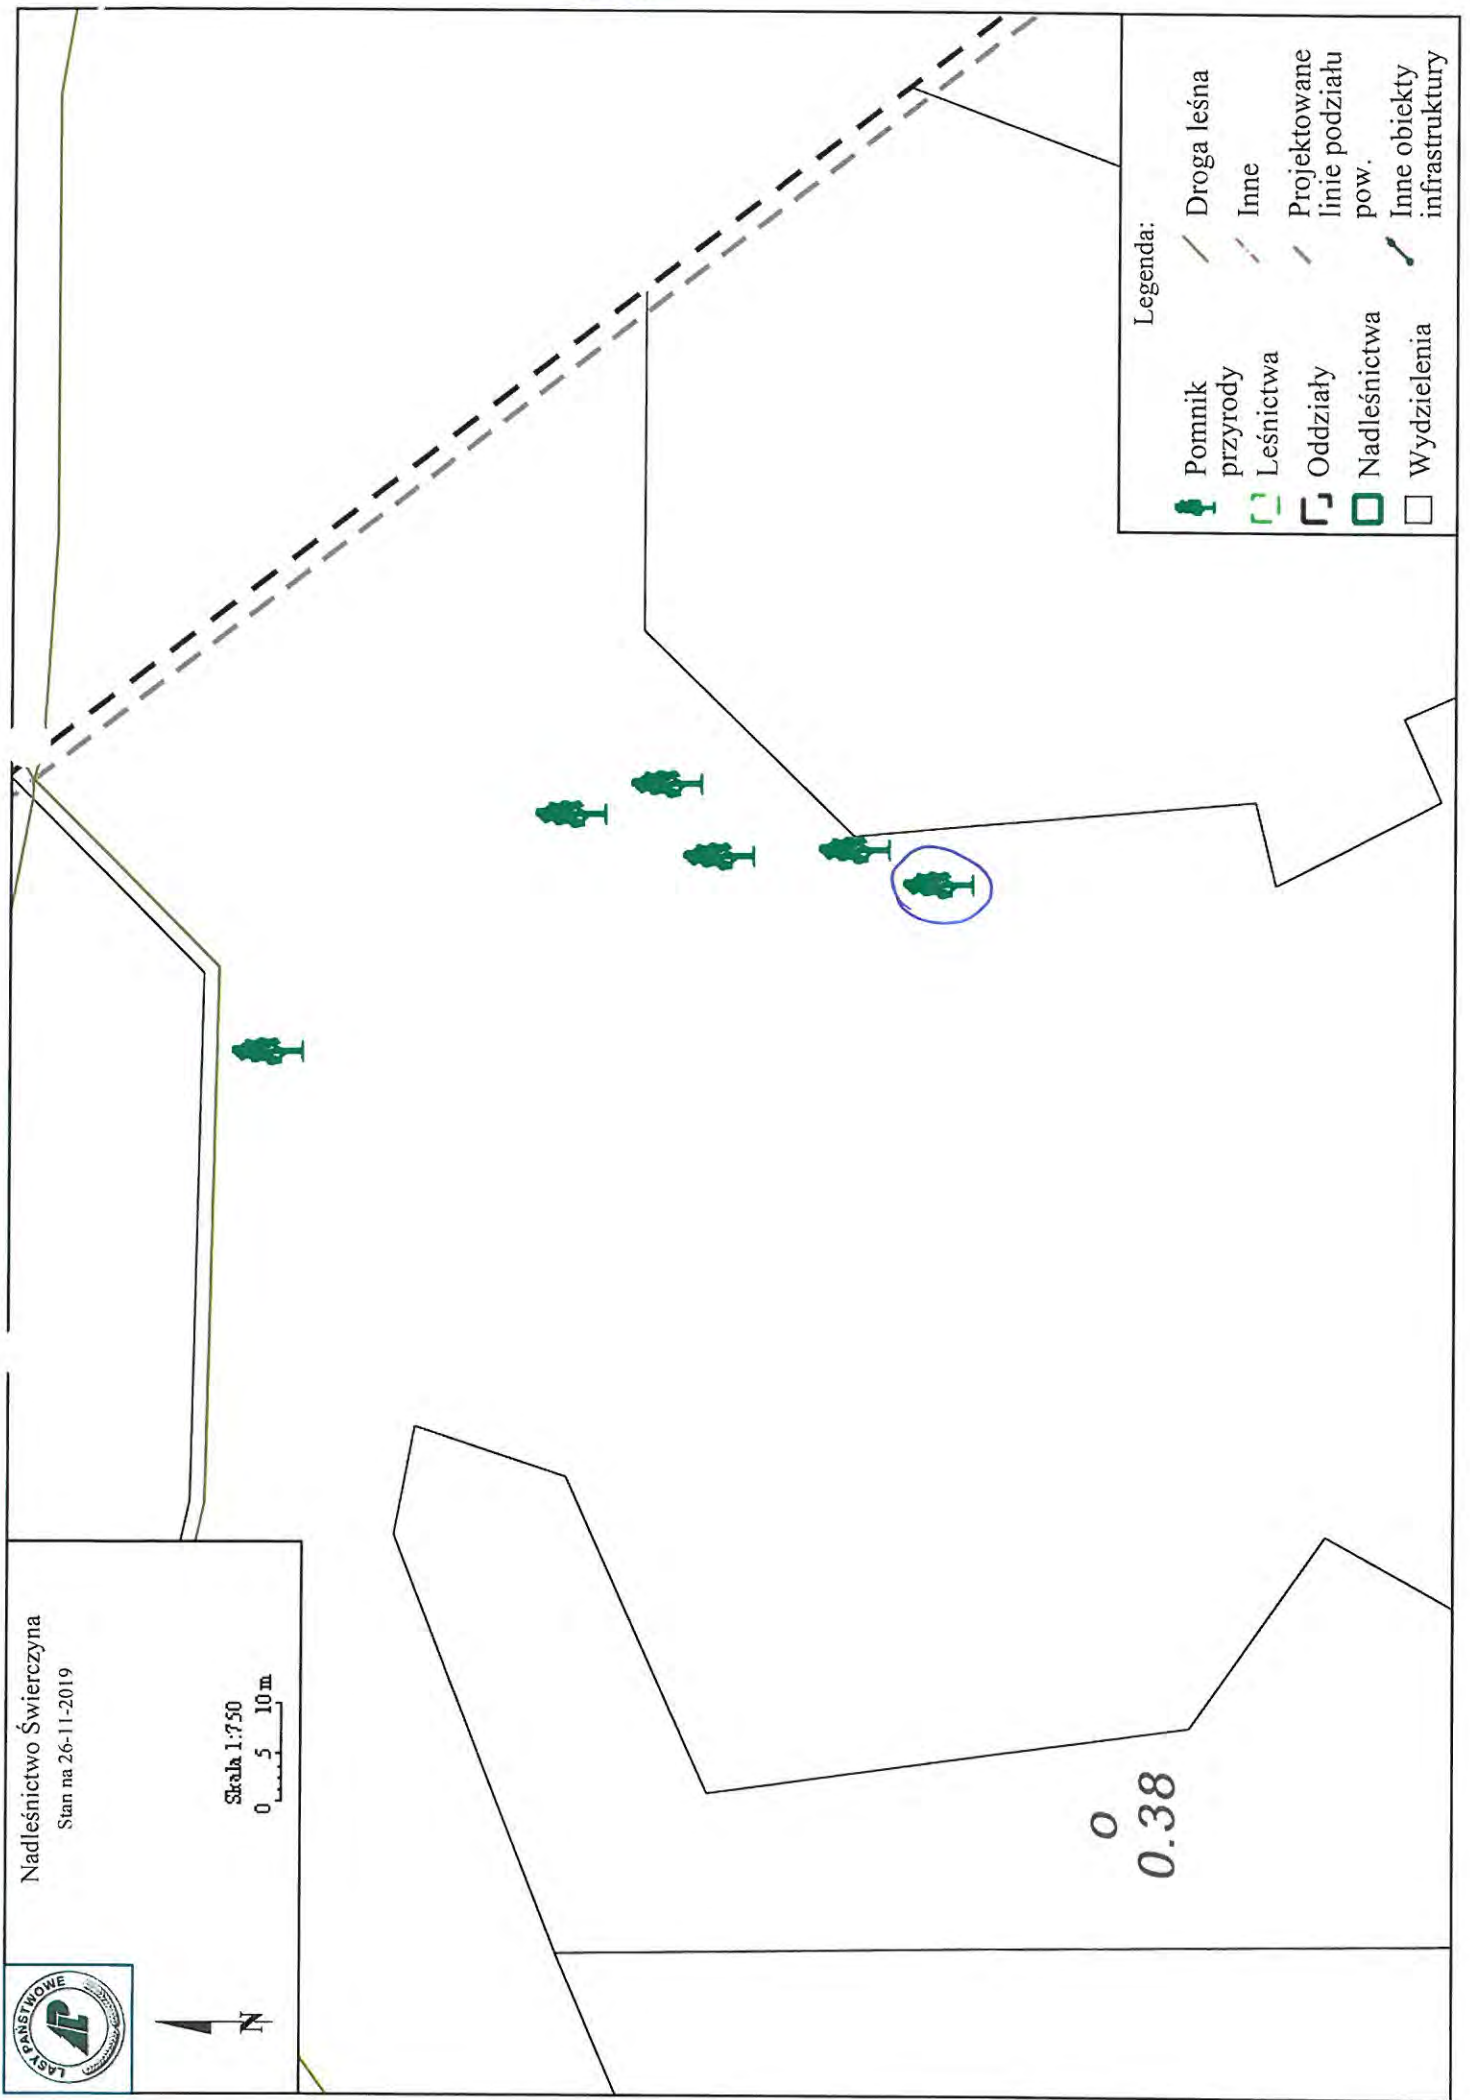 LASY PAŃSTWOWE
LP
Nadleśnictwo Świerczyna
Stan na 26-11-2019
N
Skala 1:750
0 5 10 m
o
0.38
Legenda:
Pomnik
przyrody
Leśnictwa
Oddziały
Nadleśnictwa
Wydzielenia
Droga leśna
Inne
Projektowane
linie podziału
pow.
Inne obiekty
infrastruktury